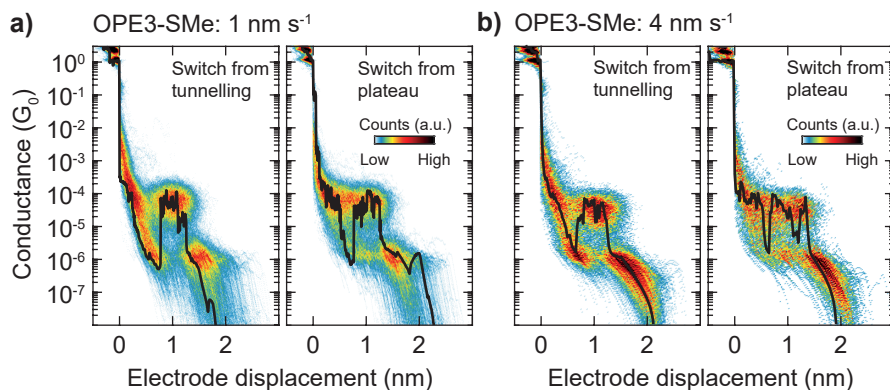 a) OPE3-SMe: 1 nm s⁻¹
b) OPE3-SMe: 4 nm s⁻¹
Conductance (G₀)
10⁰
10⁻¹
10⁻²
10⁻³
10⁻⁴
10⁻⁵
10⁻⁶
10⁻⁷
Switch from
tunnelling
Switch from
plateau
Counts (a.u.)
Low High
Switch from
tunnelling
Switch from
plateau
Counts (a.u.)
Low High
0 1 2
0 1 2
0 1 2
0 1 2
Electrode displacement (nm)
Electrode displacement (nm)